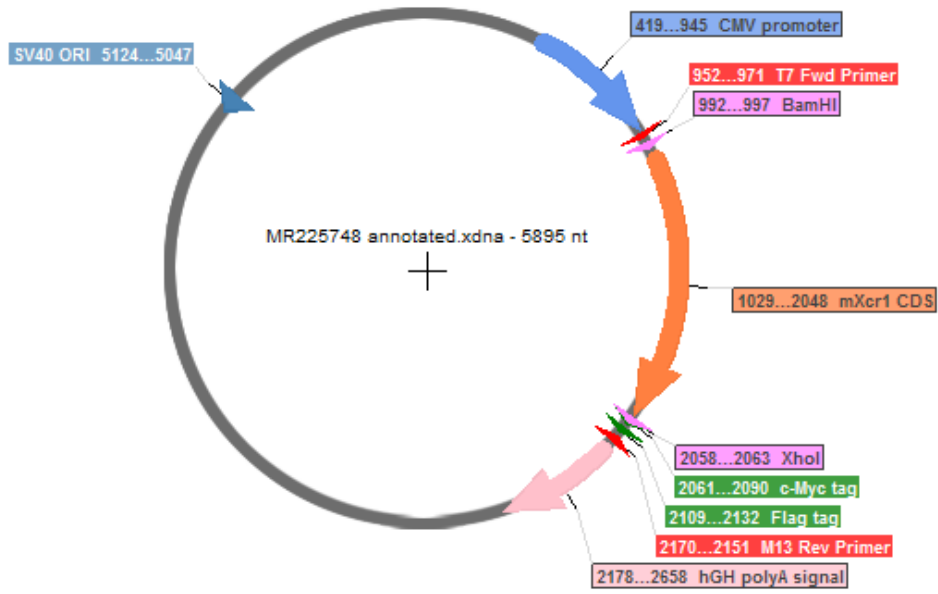 419...945 CMV promoter
SV40 ORI 5124...5047
952...971 T7 Fwd Primer
992...997 BamHI
MR225748 annotated.xdna - 5895 nt
1029...2048 mXcr1 CDS
2058...2063 XhoI
2061...2090 c-Myc tag
2109...2132 Flag tag
2170...2151 M13 Rev Primer
2178...2658 hGH polyA signal